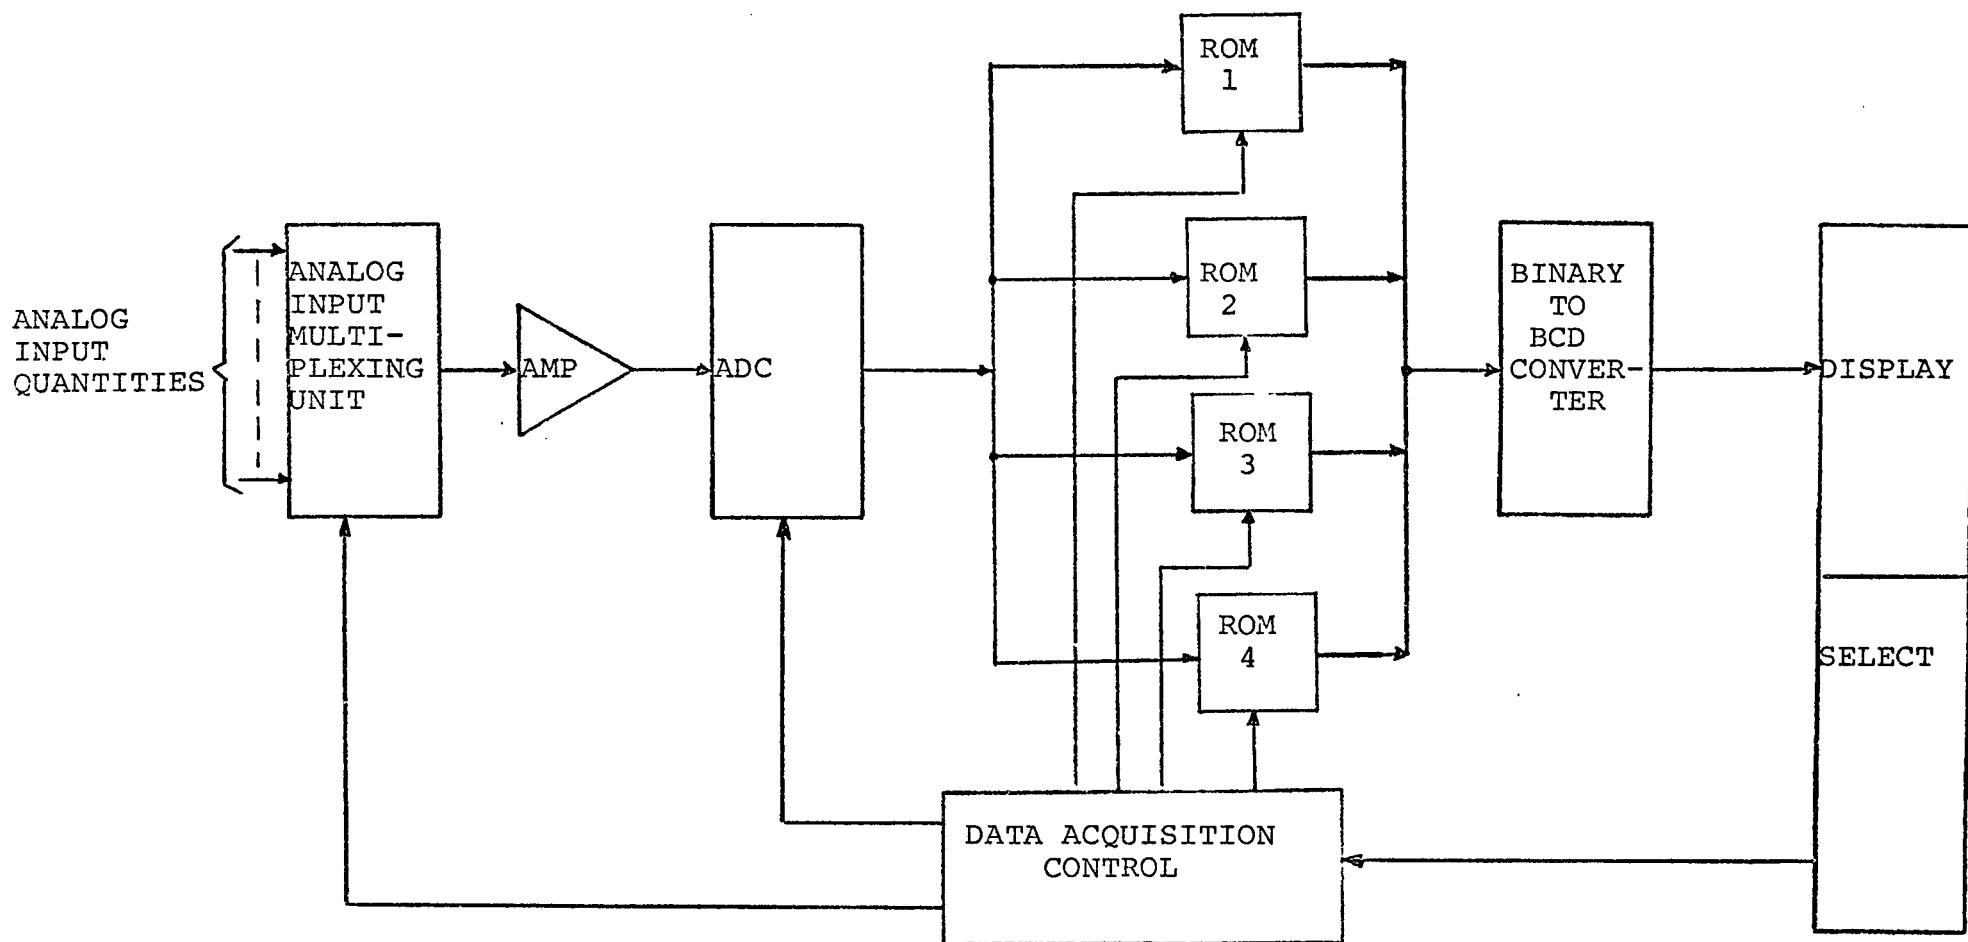 ANALOG
INPUT
QUANTITIES
ANALOG
INPUT
MULTI-
PLEXING
UNIT
AMP
ADC
ROM
1
ROM
2
ROM
3
ROM
4
BINARY
TO
BCD
CONVER-
TER
DISPLAY
SELECT
DATA ACQUISITION
CONTROL